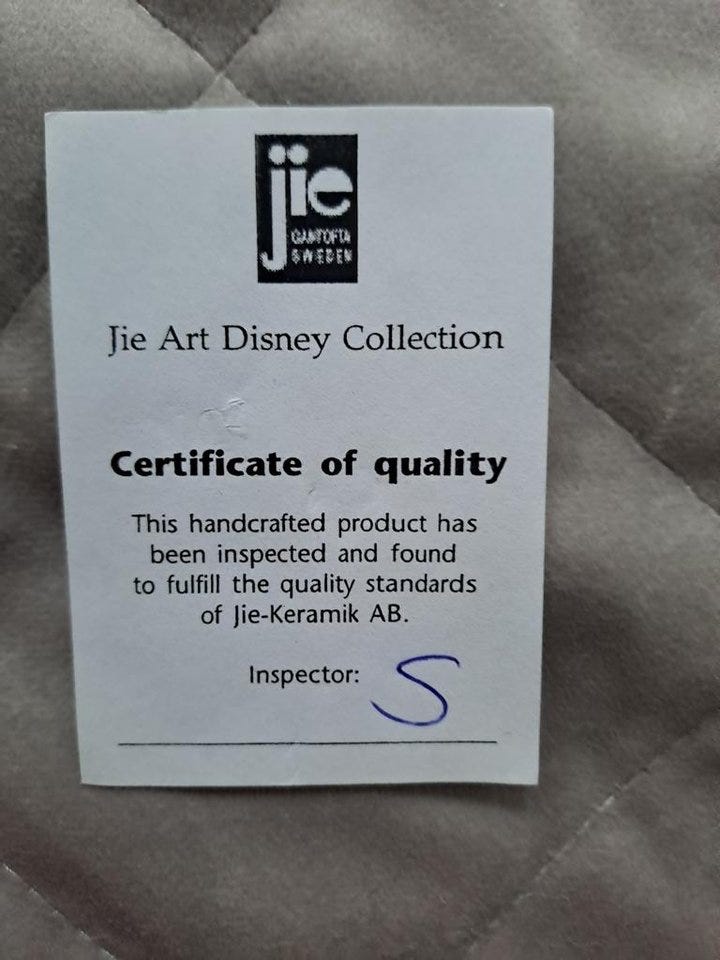 jie
GANTOFTA
SWEDEN
Jie Art Disney Collection
Certificate of quality
This handcrafted product has
been inspected and found
to fulfill the quality standards
of Jie-Keramik AB.
Inspector: S